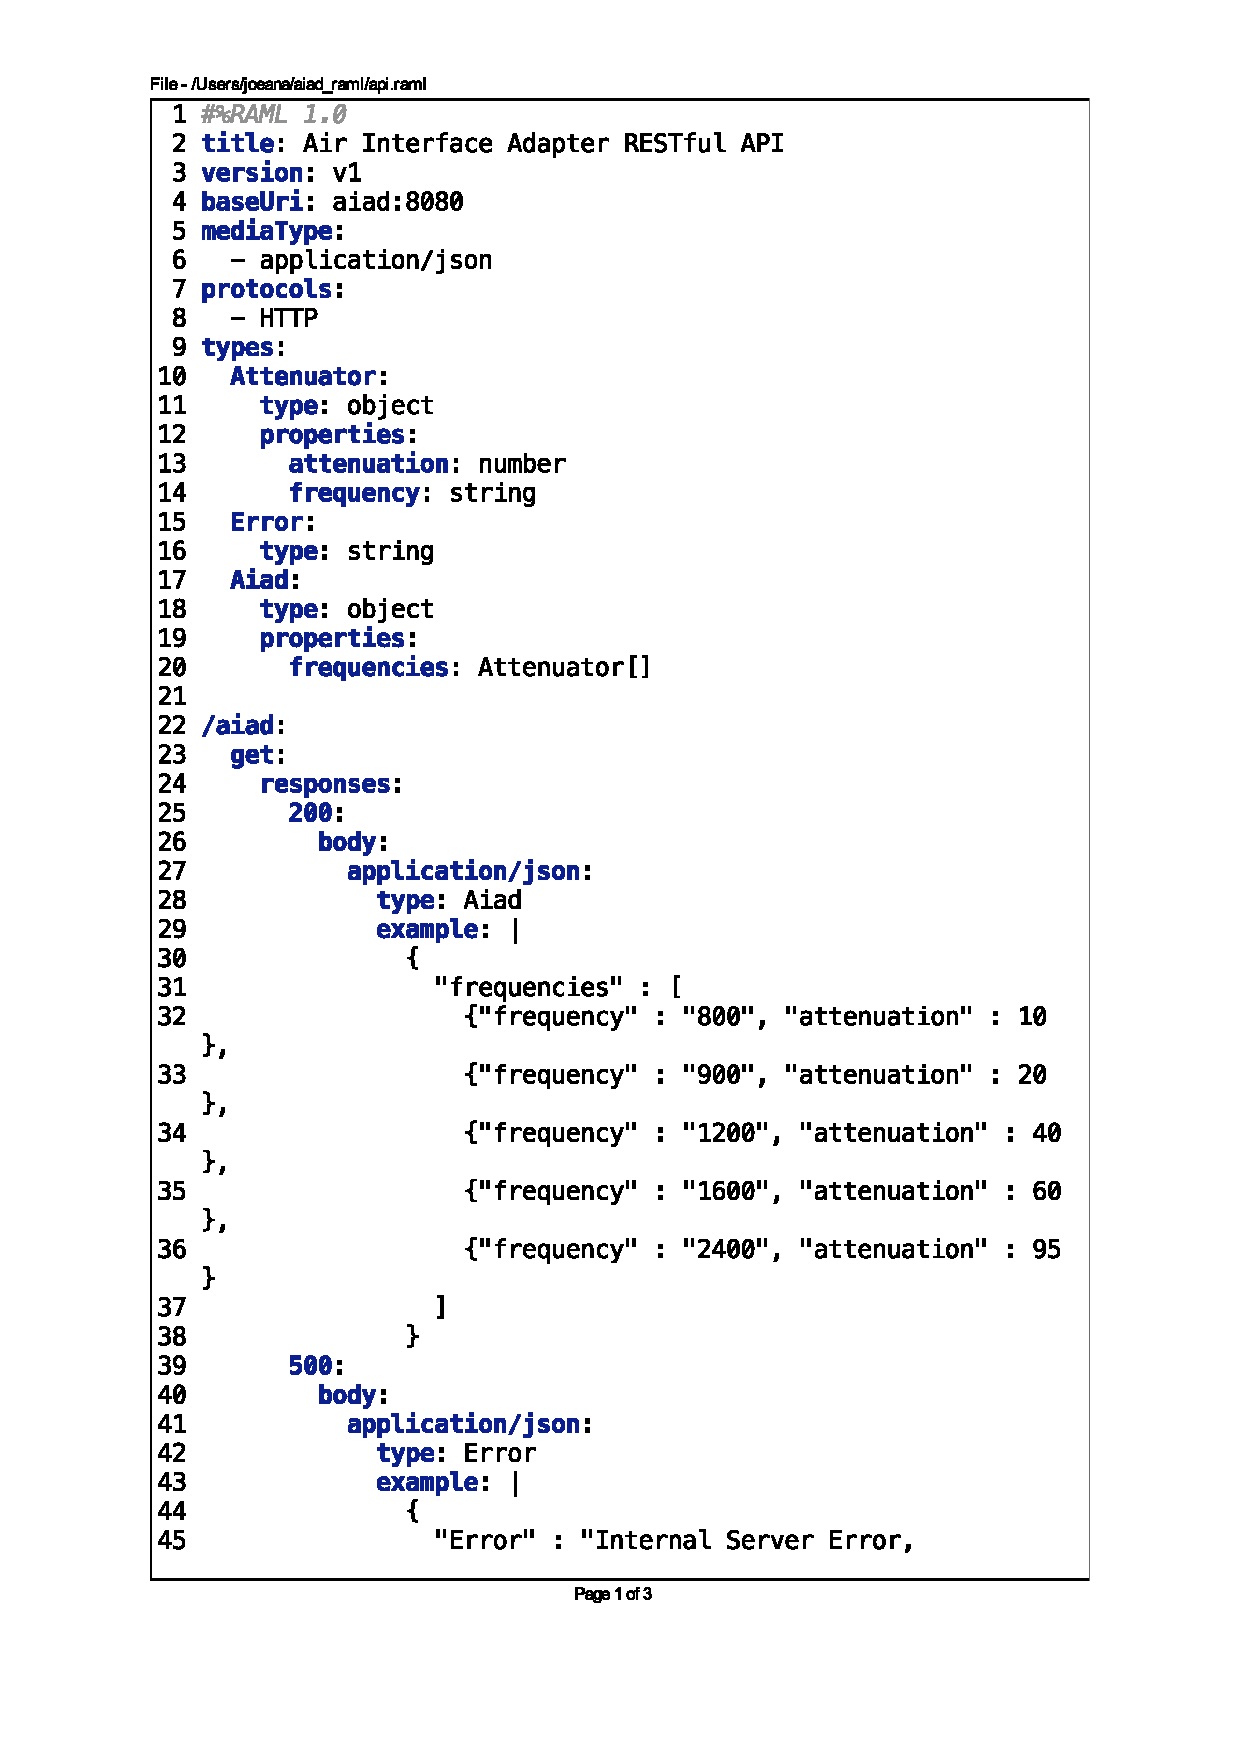 File - /Users/jceana/aiad_raml/api.raml
1 #%RAML 1.0
2 title: Air Interface Adapter RESTful API
3 version: v1
4 baseUri: aiad:8080
5 mediaType:
6   - application/json
7 protocols:
8   - HTTP
9 types:
10   Attenuator:
11     type: object
12     properties:
13       attenuation: number
14       frequency: string
15   Error:
16     type: string
17   Aiad:
18     type: object
19     properties:
20       frequencies: Attenuator[]
21
22 /aiad:
23   get:
24     responses:
25       200:
26         body:
27           application/json:
28             type: Aiad
29             example: |
30               {
31                 "frequencies" : [
32                   {"frequency" : "800", "attenuation" : 10
},
33                   {"frequency" : "900", "attenuation" : 20
},
34                   {"frequency" : "1200", "attenuation" : 40
},
35                   {"frequency" : "1600", "attenuation" : 60
},
36                   {"frequency" : "2400", "attenuation" : 95
}
37                 ]
38               }
39       500:
40         body:
41           application/json:
42             type: Error
43             example: |
44               {
45                 "Error" : "Internal Server Error,
Page 1 of 3